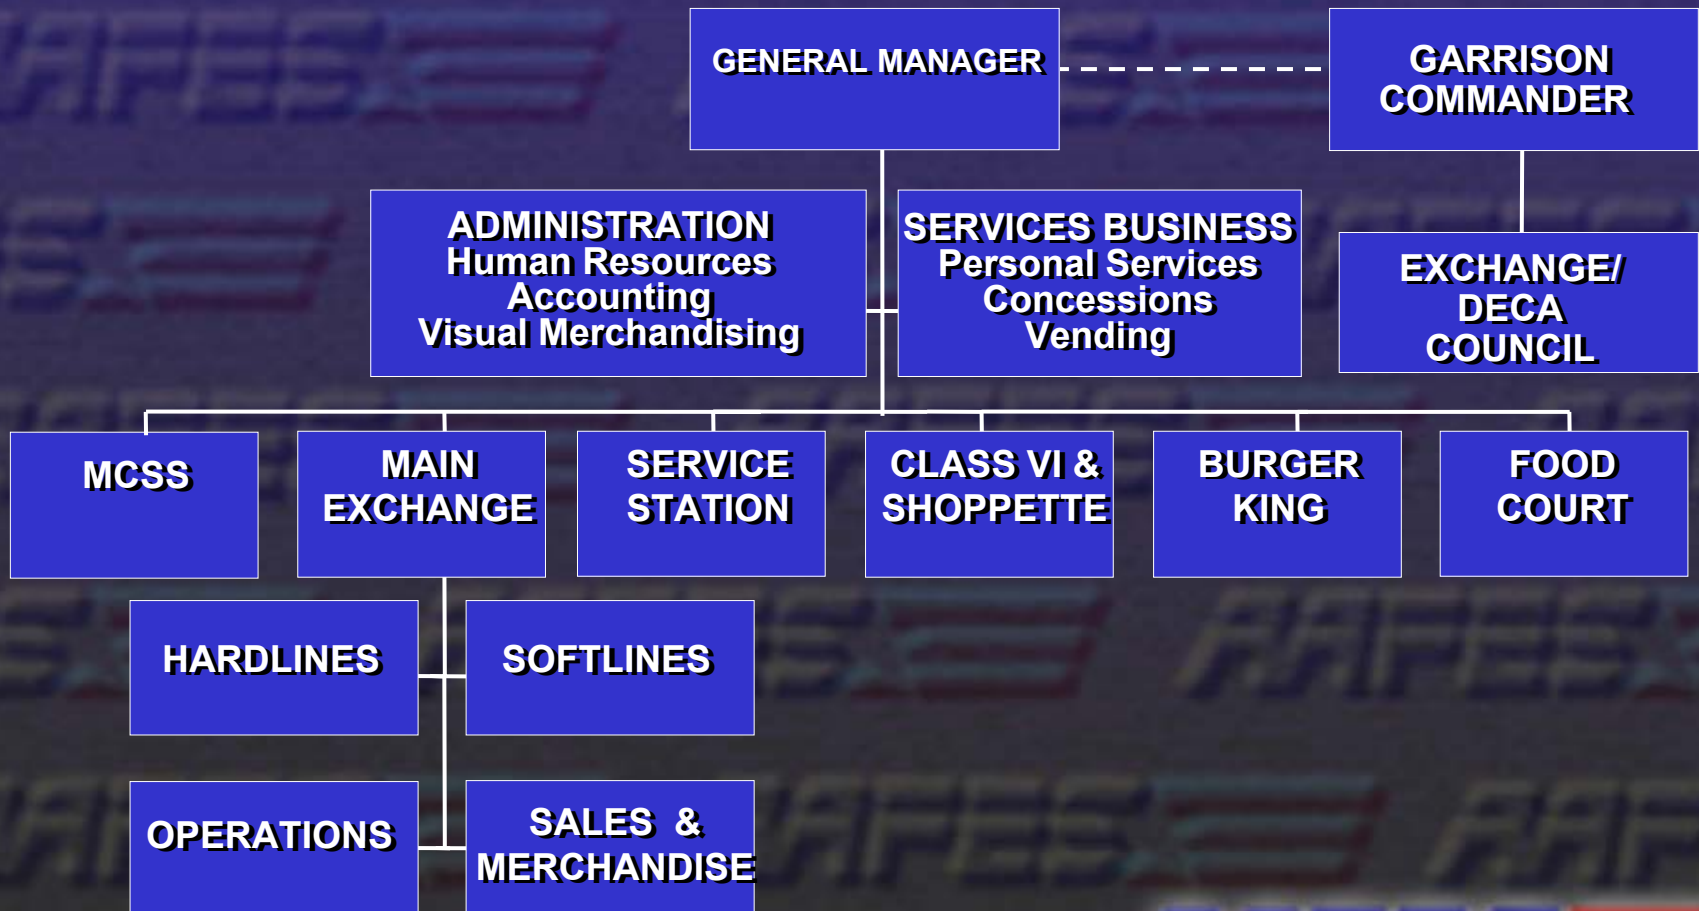 GENERAL MANAGER
GARRISON
COMMANDER
ADMINISTRATION
Human Resources
Accounting
Visual Merchandising
SERVICES BUSINESS
Personal Services
Concessions
Vending
EXCHANGE/
DECA
COUNCIL
MCSS
MAIN
EXCHANGE
SERVICE
STATION
CLASS VI &
SHOPPETTE
BURGER
KING
FOOD
COURT
HARDLINES
SOFTLINES
OPERATIONS
SALES &
MERCHANDISE